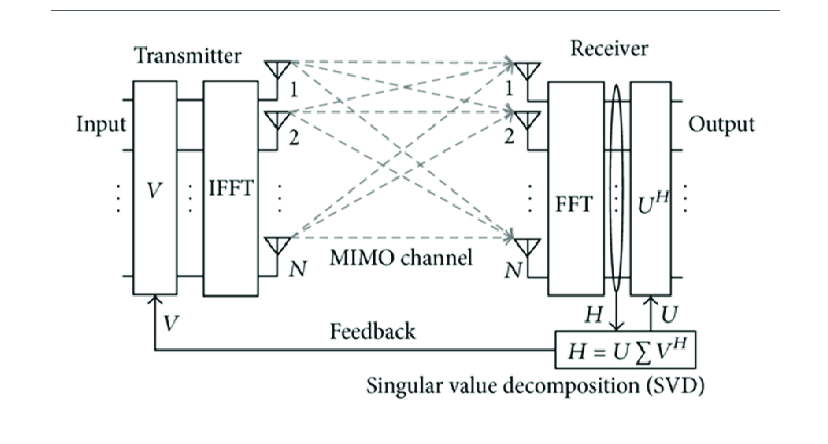 Transmitter
Receiver
1
1
Input
2
2
Output
V
IFFT
FFT
U^H
N
MIMO channel
N
V
Feedback
H
U
H = U ∑ V^H
Singular value decomposition (SVD)